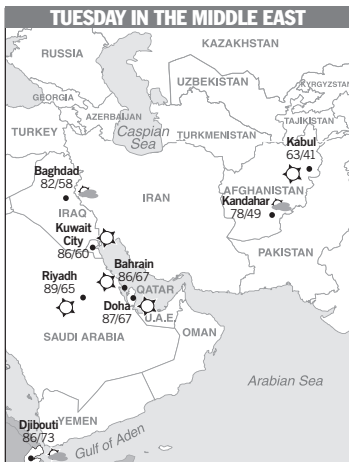 TUESDAY IN THE MIDDLE EAST
KAZAKHSTAN
RUSSIA
UZBEKISTAN
KYRGYZSTAN
GEORGIA
AZERBAIJAN
TAJIKISTAN
TURKEY
Caspian
Sea
TURKMENISTAN
Kabul
63/41
Baghdad
82/58
IRAN
AFGHANISTAN
Kandahar
78/49
IRAQ
Kuwait
City
86/60
PAKISTAN
Bahrain
86/67
Riyadh
89/65
QATAR
Doha
87/67
U.A.E.
OMAN
SAUDI ARABIA
Arabian Sea
YEMEN
Djibouti
86/73
Gulf of Aden